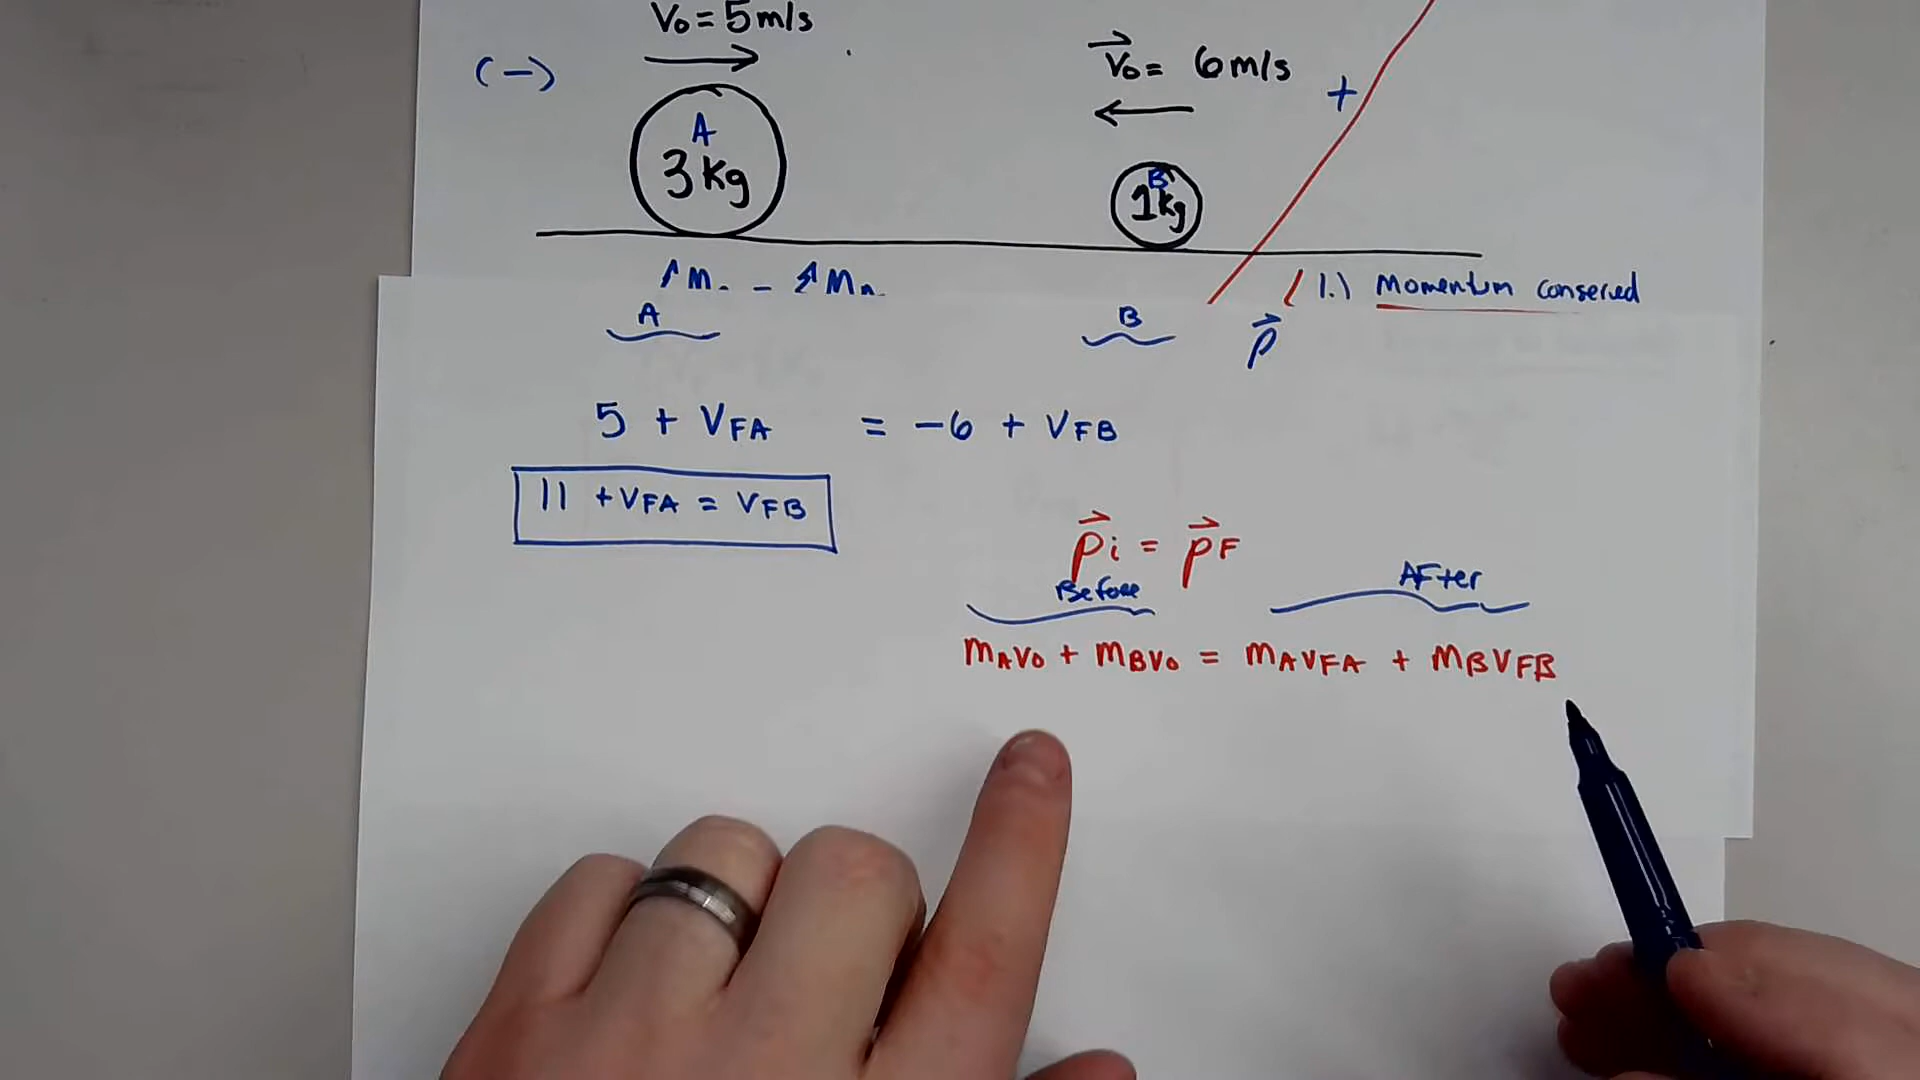 V₀ = 5 m/s
(-)
V₀ = 6 m/s
+
A
3 Kg
B
1 Kg
1.) Momentum conserved
A
B
p
5 + VFA = -6 + VFB
11 + VFA = VFB
pi = pF
Before
AFter
mAV₀ + mBV₀ = mAVFA + mBVFB